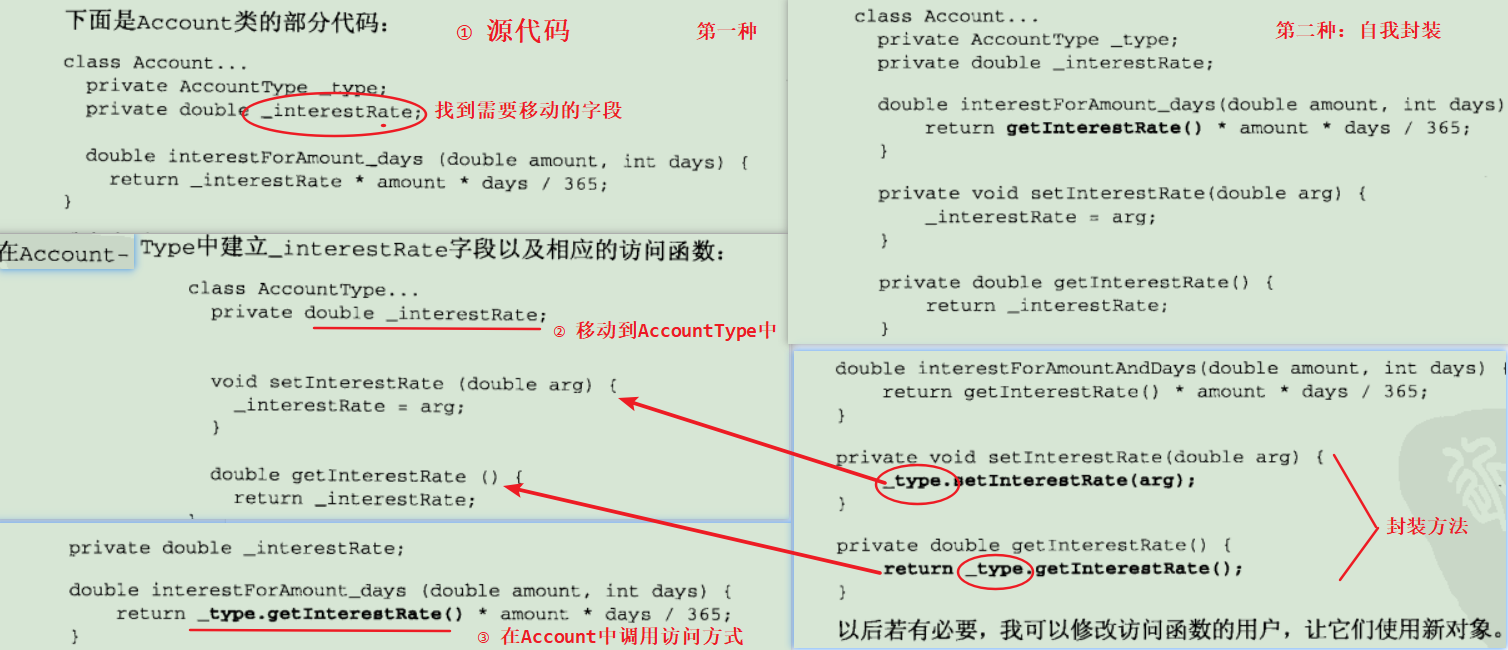 下面是Account类的部分代码:
① 源代码
第一种
class Account...
private AccountType _type;
private double _interestRate;
找到需要移动的字段
double interestForAmount_days (double amount, int days) {
return _interestRate * amount * days / 365;
}
在Account-
Type中建立_interestRate字段以及相应的访问函数:
class AccountType...
private double _interestRate;
② 移动到AccountType中
void setInterestRate (double arg) {
_interestRate = arg;
}
double getInterestRate () {
return _interestRate;
private double _interestRate;
double interestForAmount_days (double amount, int days) {
return _type.getInterestRate() * amount * days / 365;
}
③ 在Account中调用访问方式
class Account...
第二种: 自我封装
private AccountType _type;
private double _interestRate;
double interestForAmount_days(double amount, int days)
return getInterestRate() * amount * days / 365;
}
private void setInterestRate(double arg) {
_interestRate = arg;
}
private double getInterestRate() {
return _interestRate;
}
double interestForAmountAndDays(double amount, int days) {
return getInterestRate() * amount * days / 365;
}
private void setInterestRate(double arg) {
_type.setInterestRate(arg);
}
封装方法
private double getInterestRate() {
return _type.getInterestRate();
}
以后若有必要，我可以修改访问函数的用户，让它们使用新对象。